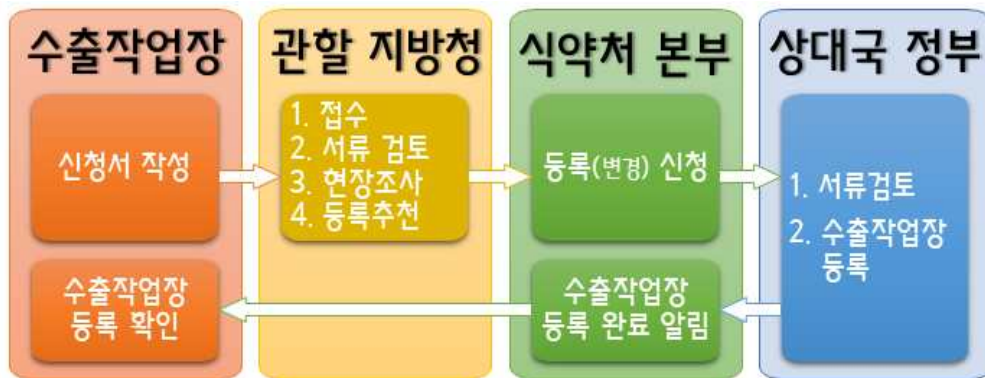 수출작업장
신청서 작성
수출작업장
등록 확인
관할 지방청
1. 접수
2. 서류 검토
3. 현장조사
4. 등록추천
식약처 본부
등록(변경) 신청
수출작업장
등록 완료 알림
상대국 정부
1. 서류검토
2. 수출작업장
등록